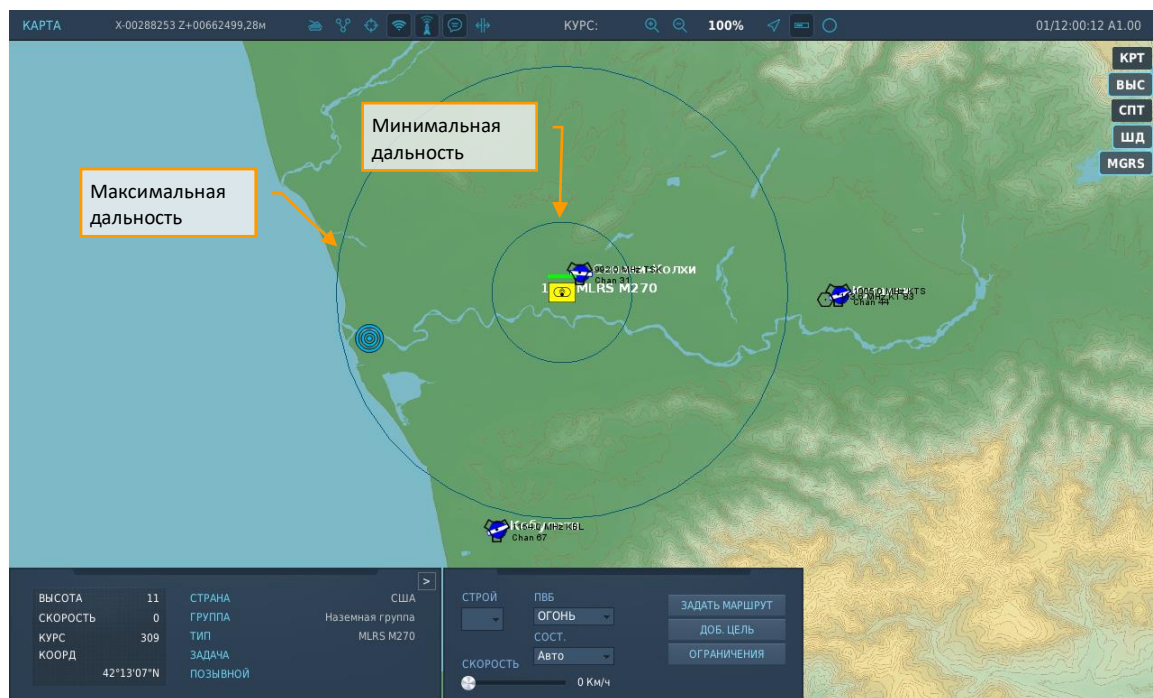 КАРТА
X-00288253 Z+00662499,28м
КУРС:
100%
01/12:00:12 A1.00
КРТ
ВЫС
СПТ
ШД
MGRS
Минимальная
дальность
Максимальная
дальность
Колхи
Chan 31
MLRS M270
Chan 44
Chan 67
>
ВЫСОТА 11
СКОРОСТЬ 0
КУРС 309
КООРД
42°13'07"N
СТРАНА США
ГРУППА Наземная группа
ТИП MLRS M270
ЗАДАЧА
ПОЗЫВНОЙ
СТРОЙ
ПВБ
ОГОНЬ
СОСТ.
Авто
СКОРОСТЬ
0 Км/ч
ЗАДАТЬ МАРШРУТ
ДОБ. ЦЕЛЬ
ОГРАНИЧЕНИЯ